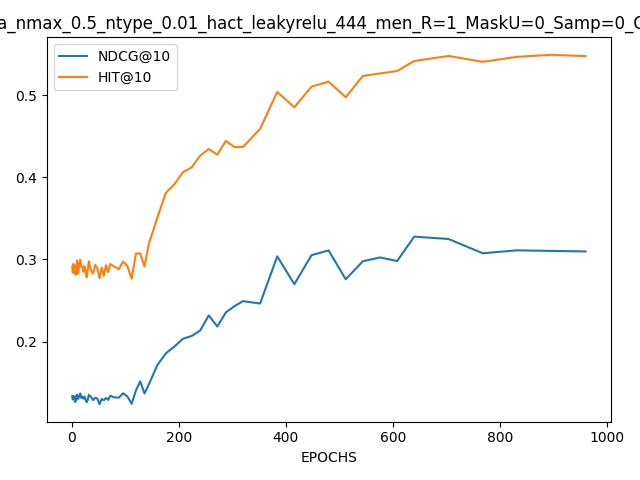 a_nmax_0.5_ntype_0.01_hact_leakyrelu_444_men_R=1_MaskU=0_Samp=0_
NDCG@10
HIT@10
0.5
0.4
0.3
0.2
0 200 400 600 800 1000
EPOCHS